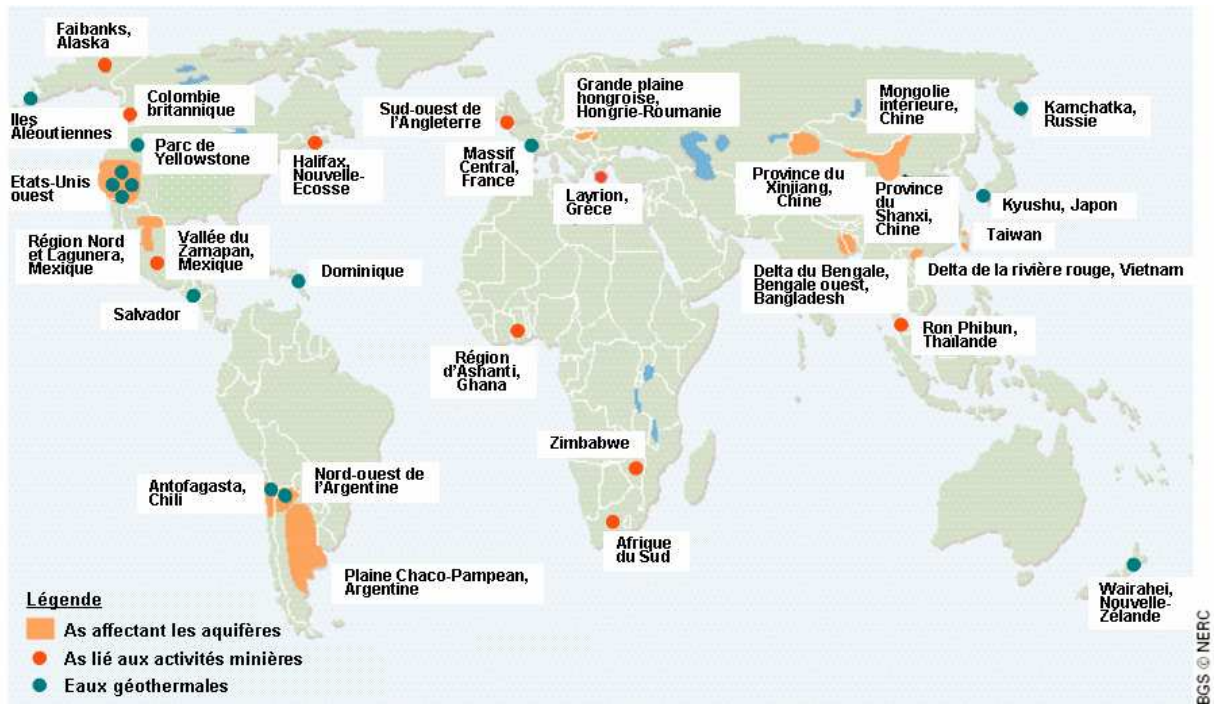 Faibanks,
Alaska
Colombie
britannique
Iles
Aléoutiennes
Parc de
Yellowstone
Halifax,
Nouvelle-
Ecosse
Etats-Unis
ouest
Région Nord
et Lagunera,
Mexique
Vallée du
Zamapan,
Mexique
Salvador
Dominique
Sud-ouest de
l'Angleterre
Massif
Central,
France
Grande plaine
hongroise,
Hongrie-Roumanie
Layrion,
Grèce
Mongolie
intérieure,
Chine
Kamchatka,
Russie
Province du
Xinjiang,
Chine
Province
du
Shanxi,
Chine
Kyushu, Japon
Taiwan
Delta du Bengale,
Bengale ouest,
Bangladesh
Delta de la rivière rouge, Vietnam
Ron Phibun,
Thailande
Région
d'Ashanti,
Ghana
Zimbabwe
Afrique
du Sud
Antofagasta,
Chili
Nord-ouest de
l'Argentine
Plaine Chaco-Pampean,
Argentine
Wairahei,
Nouvelle-
Zélande
Légende
As affectant les aquifères
As lié aux activités minières
Eaux géothermales
BGS © NERC